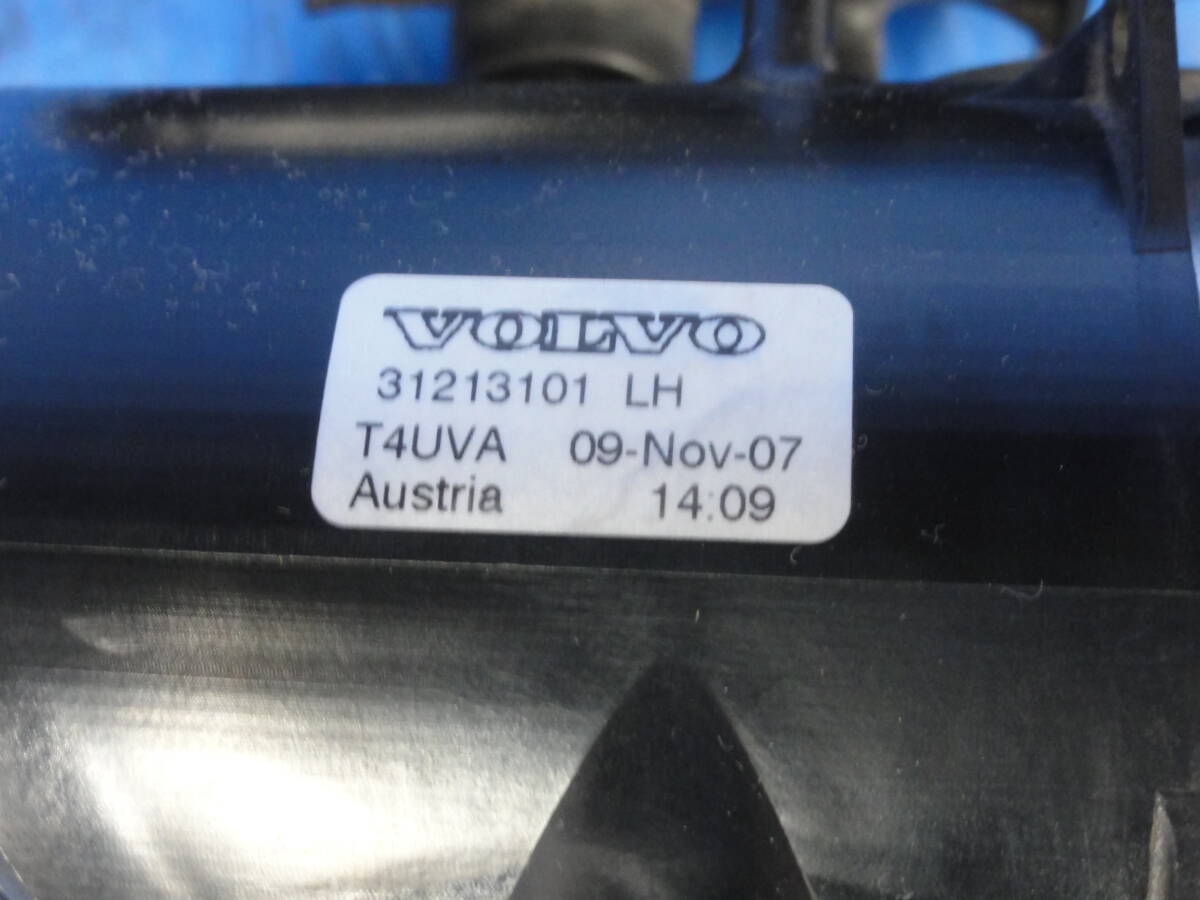 VOLVO
31213101 LH
T4UVA 09-Nov-07
Austria 14:09